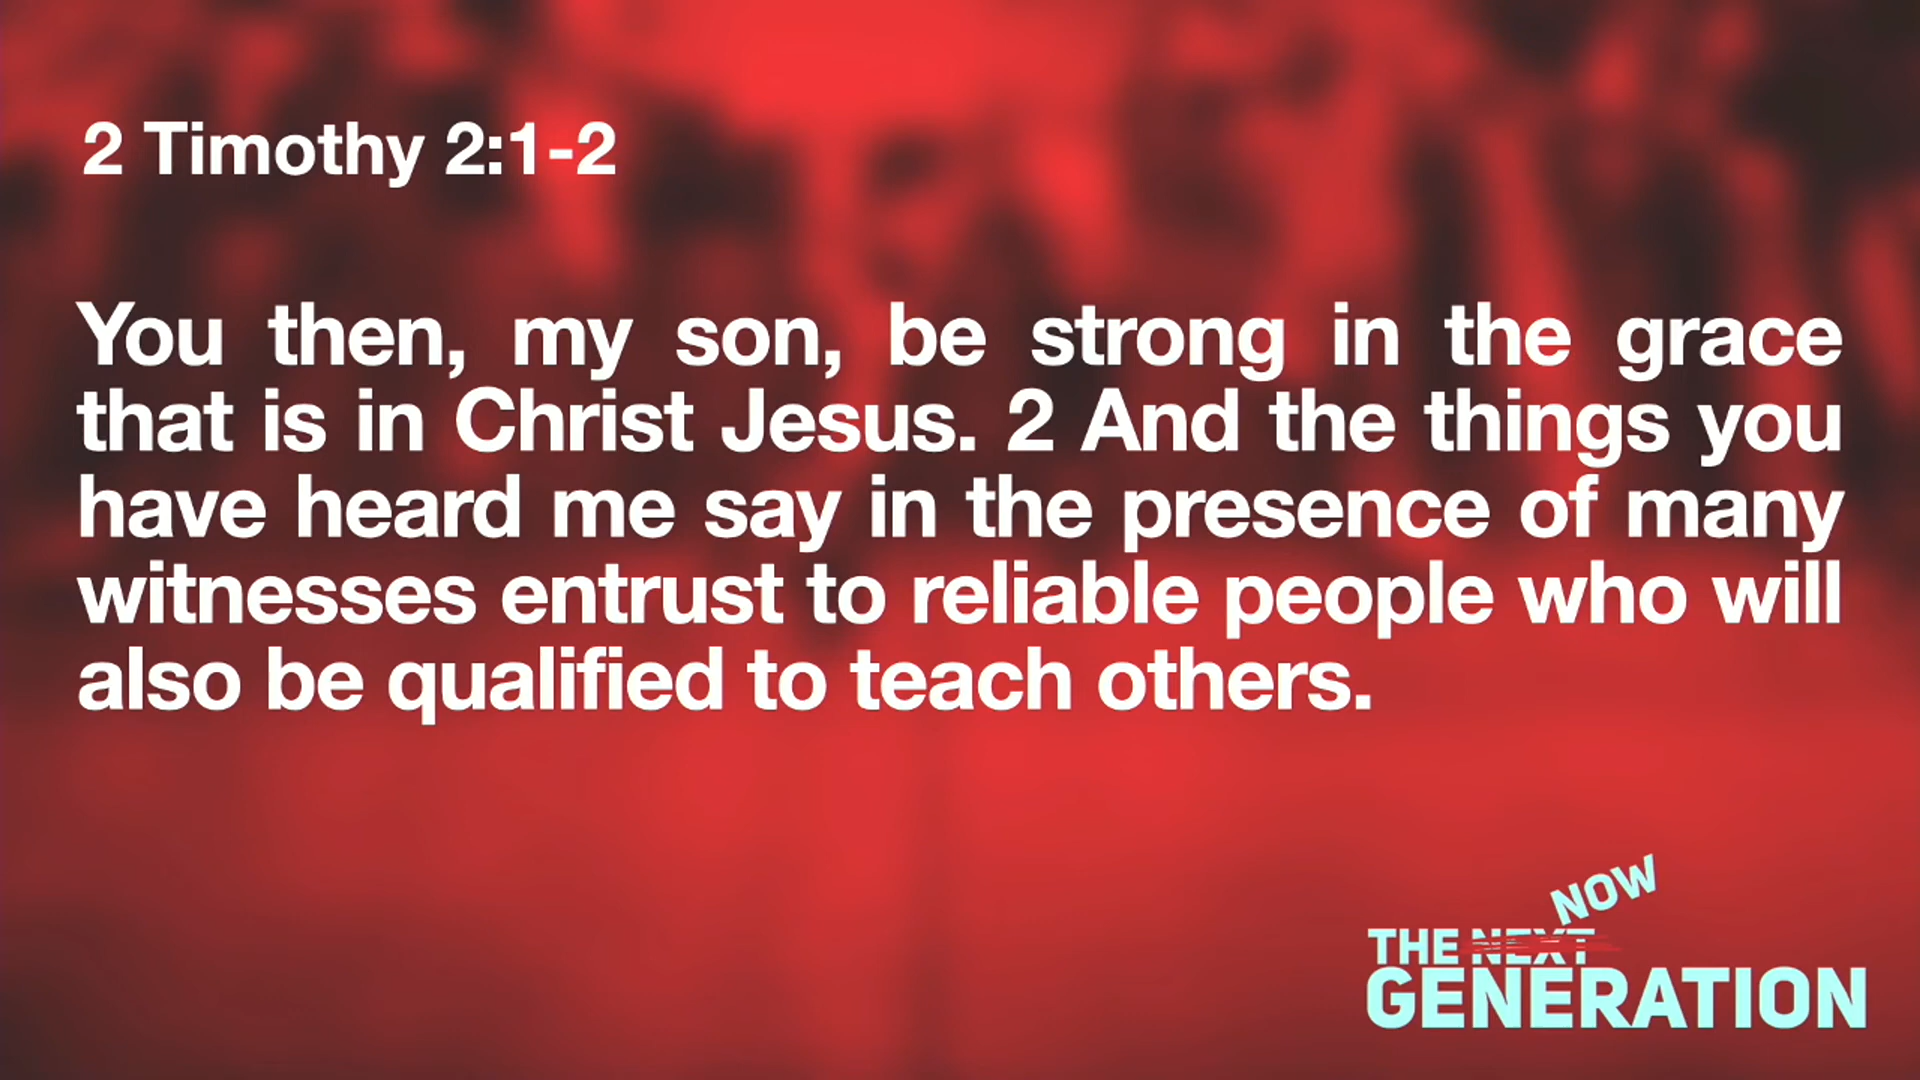 2 Timothy 2:1-2
You then, my son, be strong in the grace
that is in Christ Jesus. 2 And the things you
have heard me say in the presence of many
witnesses entrust to reliable people who will
also be qualified to teach others.
NOW
THE NEXT
GENERATION